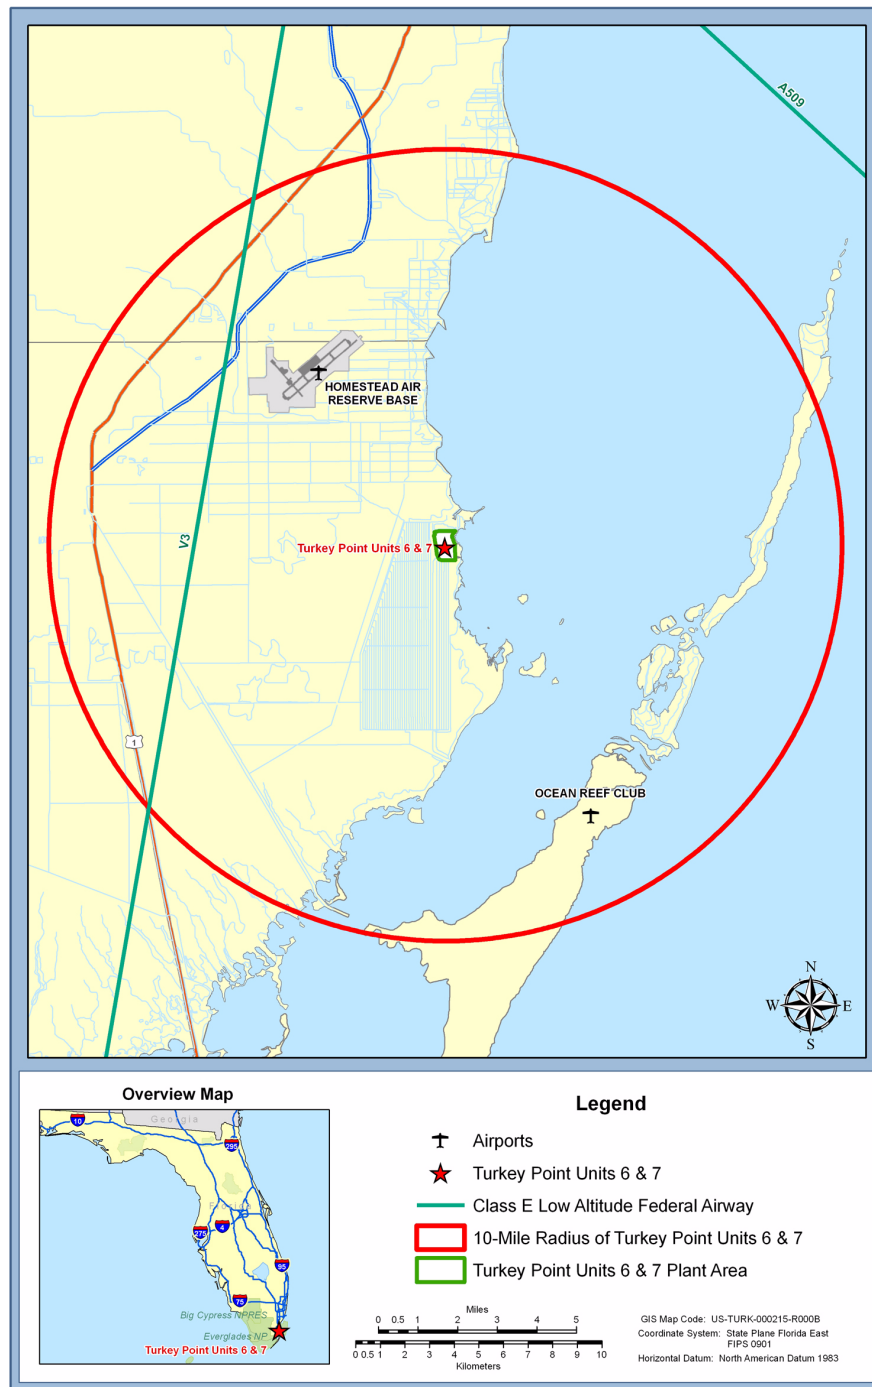 A509
HOMESTEAD AIR
RESERVE BASE
V3
Turkey Point Units 6 & 7
1
OCEAN REEF CLUB
N
W E
S
Overview Map
Georgia
10
295
Florida
4
275
95
75
Big Cypress NPRES
Everglades NP
Turkey Point Units 6 & 7
Legend
Airports
Turkey Point Units 6 & 7
Class E Low Altitude Federal Airway
10-Mile Radius of Turkey Point Units 6 & 7
Turkey Point Units 6 & 7 Plant Area
Miles
0 0.5 1 2 3 4 5
0 0.5 1 2 3 4 5 6 7 8 9 10
Kilometers
GIS Map Code: US-TURK-000215-R000B
Coordinate System: State Plane Florida East
FIPS 0901
Horizontal Datum: North American Datum 1983